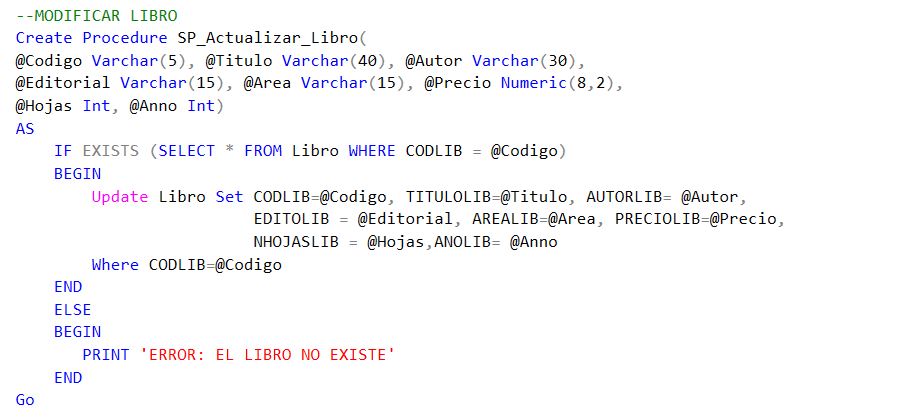 --MODIFICAR LIBRO
Create Procedure SP_Actualizar_Libro(
@Codigo Varchar(5), @Titulo Varchar(40), @Autor Varchar(30),
@Editorial Varchar(15), @Area Varchar(15), @Precio Numeric(8,2),
@Hojas Int, @Anno Int)
AS
    IF EXISTS (SELECT * FROM Libro WHERE CODLIB = @Codigo)
    BEGIN
        Update Libro Set CODLIB=@Codigo, TITULOLIB=@Titulo, AUTORLIB= @Autor,
                         EDITOLIB = @Editorial, AREALIB=@Area, PRECIOLIB=@Precio,
                         NHOJASLIB = @Hojas,ANOLIB= @Anno
        Where CODLIB=@Codigo
    END
    ELSE
    BEGIN
       PRINT 'ERROR: EL LIBRO NO EXISTE'
    END
Go